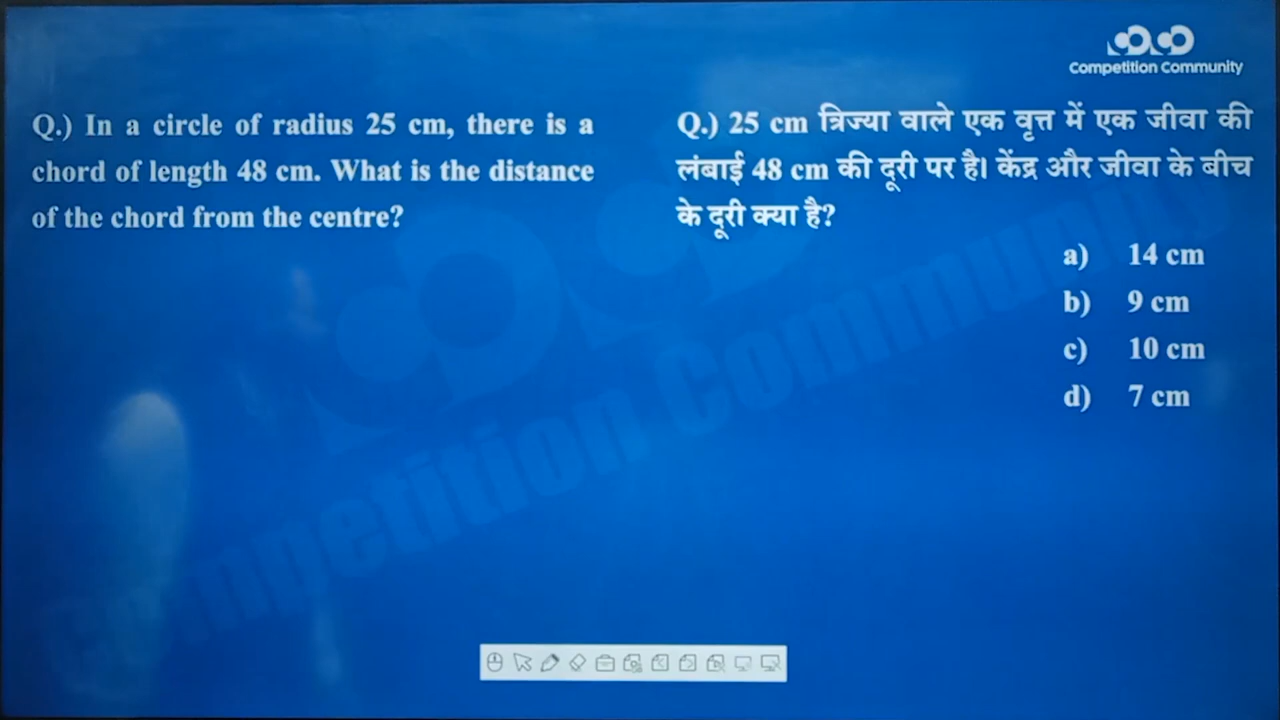 Competition Community
Q.) In a circle of radius 25 cm, there is a
chord of length 48 cm. What is the distance
of the chord from the centre?
Q.) 25 cm त्रिज्या वाले एक वृत्त में एक जीवा की
लंबाई 48 cm की दूरी पर है। केंद्र और जीवा के बीच
के दूरी क्या है?
a) 14 cm
b) 9 cm
c) 10 cm
d) 7 cm
Competition Community